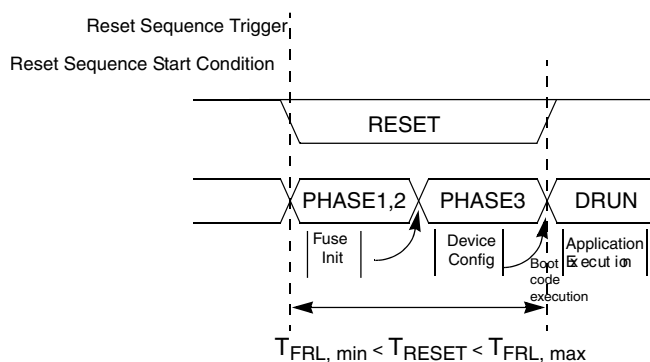 Reset Sequence Trigger
Reset Sequence Start Condition
RESET
PHASE1,2
PHASE3
DRUN
Fuse
Init
Device
Config
Boot
code
execution
Application
Execution
TFRL, min < TRESET < TFRL, max